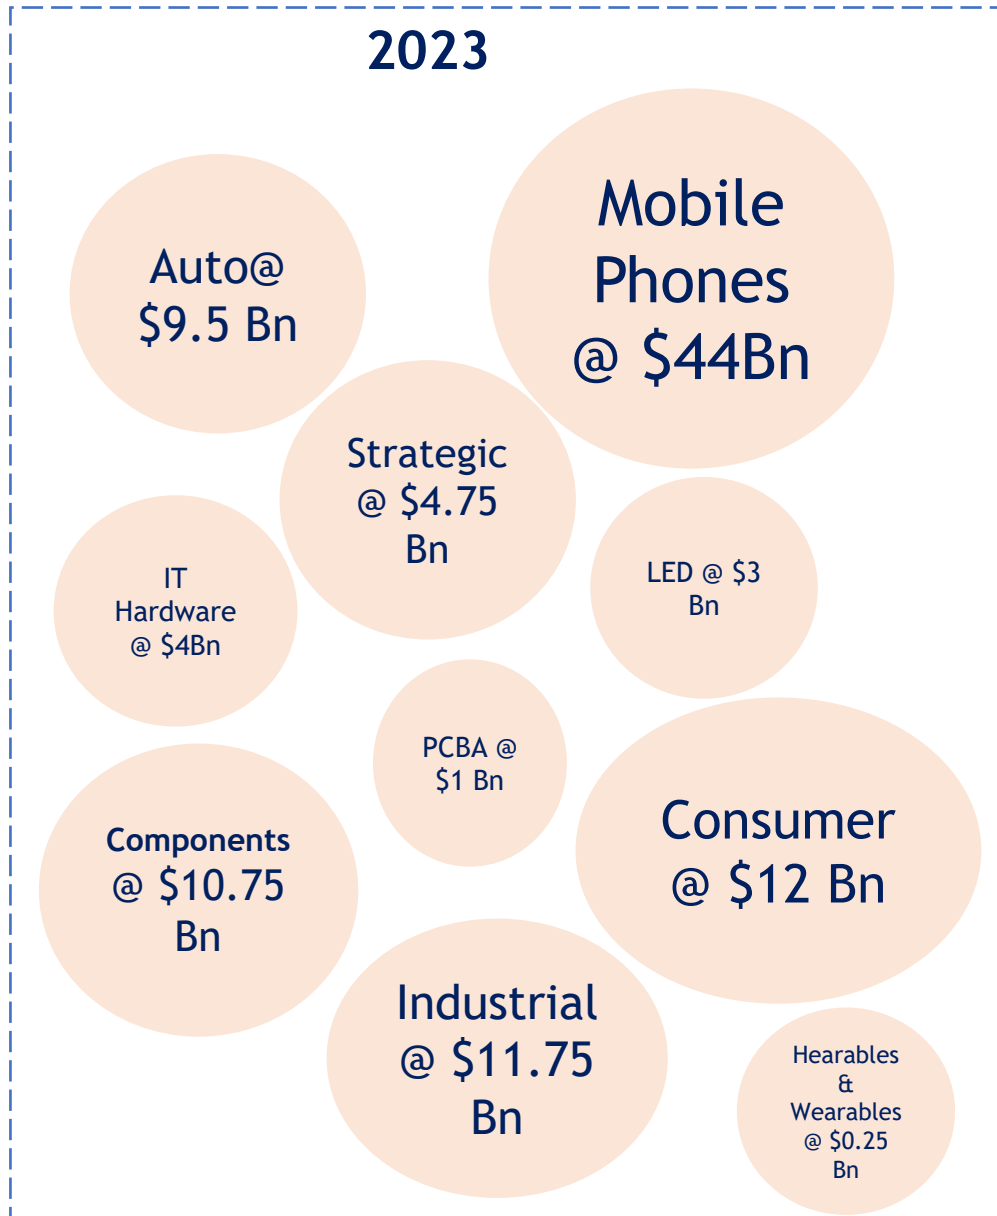 2023
Mobile
Phones
@ $44Bn
Auto@
$9.5 Bn
Strategic
@ $4.75
Bn
IT
Hardware
@ $4Bn
LED @ $3
Bn
PCBA @
$1 Bn
Components
@ $10.75
Bn
Consumer
@ $12 Bn
Industrial
@ $11.75
Bn
Hearables
&
Wearables
@ $0.25
Bn